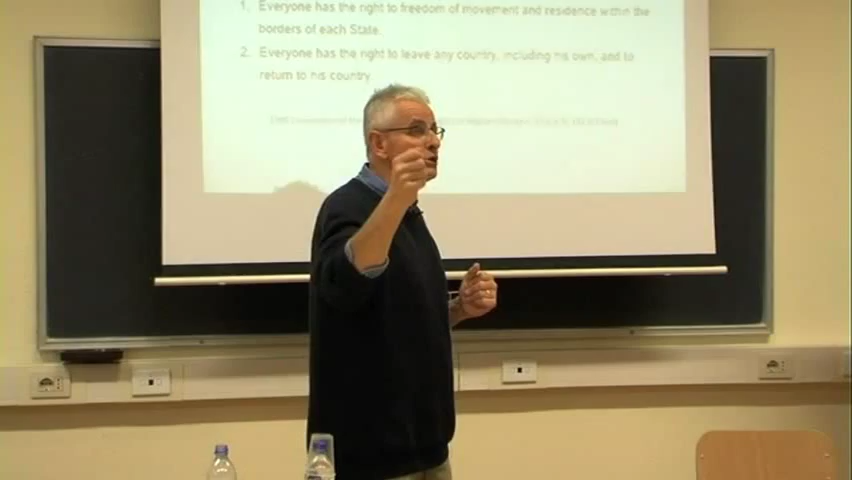 1. Everyone has the right to freedom of movement and residence within the
borders of each State.
2. Everyone has the right to leave any country, including his own, and to
return to his country.